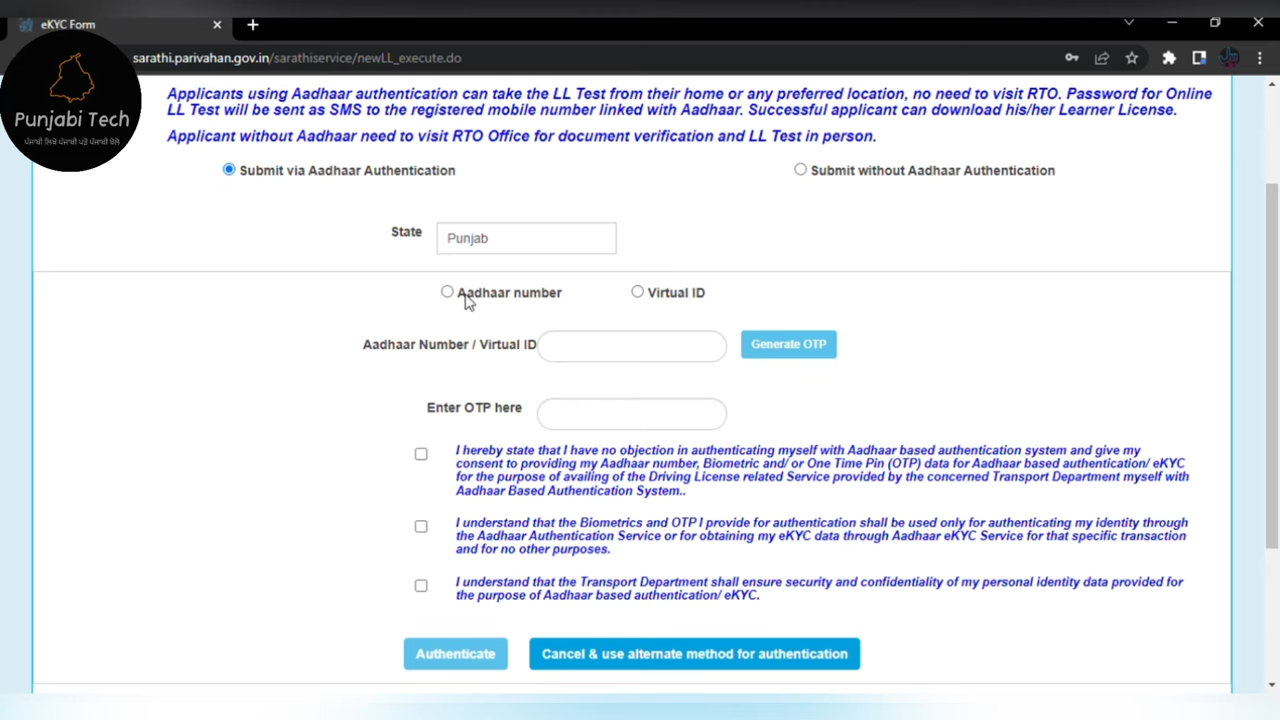 eKYC Form
sarathi.parivahan.gov.in/sarathiservice/newLL_execute.do
Punjabi Tech
ਪੰਜਾਬੀ ਲਿਖੋ ਪੰਜਾਬੀ ਪੜੋ ਪੰਜਾਬੀ ਬੋਲੋ
Applicants using Aadhaar authentication can take the LL Test from their home or any preferred location, no need to visit RTO. Password for Online
LL Test will be sent as SMS to the registered mobile number linked with Aadhaar. Successful applicant can download his/her Learner License.
Applicant without Aadhaar need to visit RTO Office for document verification and LL Test in person.
Submit via Aadhaar Authentication Submit without Aadhaar Authentication
State Punjab
Aadhaar number Virtual ID
Aadhaar Number / Virtual ID Generate OTP
Enter OTP here
I hereby state that I have no objection in authenticating myself with Aadhaar based authentication system and give my
consent to providing my Aadhaar number, Biometric and/ or One Time Pin (OTP) data for Aadhaar based authentication/ eKYC
for the purpose of availing of the Driving License related Service provided by the concerned Transport Department myself with
Aadhaar Based Authentication System..
I understand that the Biometrics and OTP I provide for authentication shall be used only for authenticating my identity through
the Aadhaar Authentication Service or for obtaining my eKYC data through Aadhaar eKYC Service for that specific transaction
and for no other purposes.
I understand that the Transport Department shall ensure security and confidentiality of my personal identity data provided for
the purpose of Aadhaar based authentication/ eKYC.
Authenticate Cancel & use alternate method for authentication